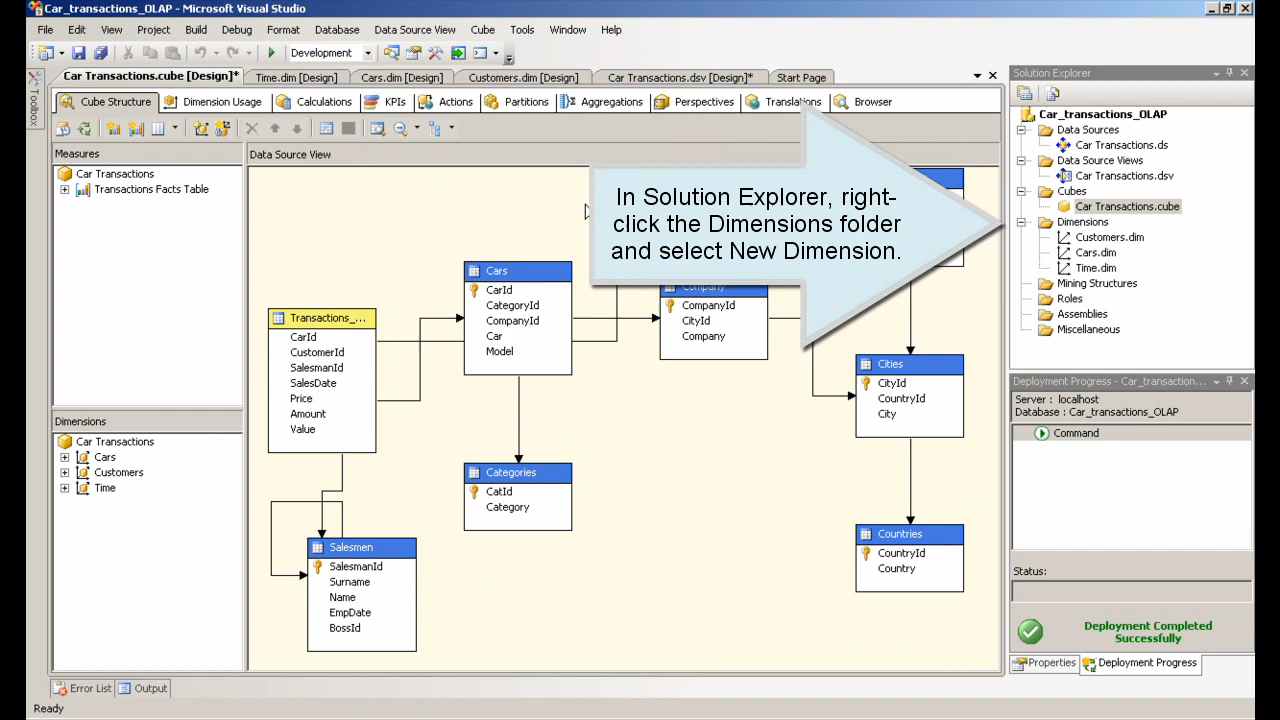 Car_transactions_OLAP - Microsoft Visual Studio
File Edit View Project Build Debug Format Database Data Source View Cube Tools Window Help
Development
Car Transactions.cube [Design]* Time.dim [Design] Cars.dim [Design] Customers.dim [Design] Car Transactions.dsv [Design]* Start Page
Toolbox
Cube Structure Dimension Usage Calculations KPIs Actions Partitions Aggregations Perspectives Translations Browser
Measures
Car Transactions
Transactions Facts Table
Dimensions
Car Transactions
Cars
Customers
Time
Data Source View
Transactions_...
CarId
CustomerId
SalesmanId
SalesDate
Price
Amount
Value
Salesmen
SalesmanId
Surname
Name
EmpDate
BossId
Cars
CarId
CategoryId
CompanyId
Car
Model
Categories
CatId
Category
Company
CompanyId
CityId
Company
Cities
CityId
CountryId
City
Countries
CountryId
Country
In Solution Explorer, right-
click the Dimensions folder
and select New Dimension.
Solution Explorer
Car_transactions_OLAP
Data Sources
Car Transactions.ds
Data Source Views
Car Transactions.dsv
Cubes
Car Transactions.cube
Dimensions
Customers.dim
Cars.dim
Time.dim
Mining Structures
Roles
Assemblies
Miscellaneous
Deployment Progress - Car_transaction...
Server : localhost
Database : Car_transactions_OLAP
Command
Status:
Deployment Completed
Successfully
Properties Deployment Progress
Error List Output
Ready